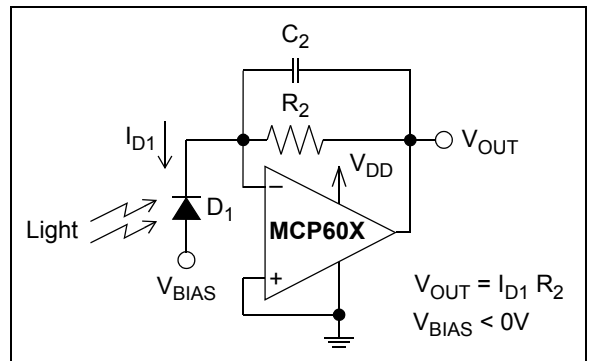 C2
R2
ID1
VOUT
VDD
−
Light
D1
MCP60X
+
VBIAS
VOUT = ID1 R2
VBIAS < 0V